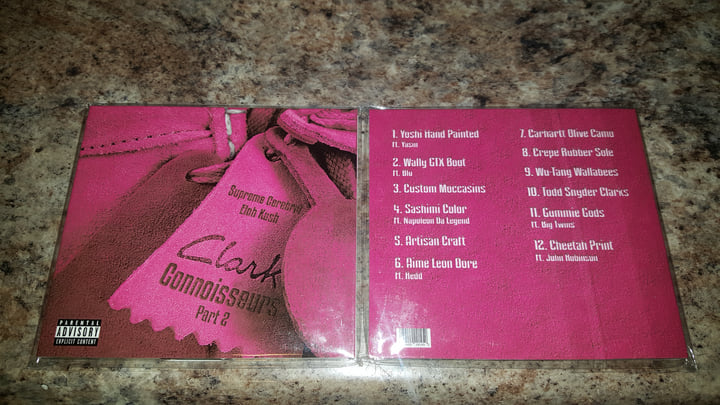 Supreme Cerebral
Eloh Kush
Clark
Connoisseurs
Part 2
PARENTAL
ADVISORY
EXPLICIT CONTENT
1. Yoshi Hand Painted
ft. Yasin
2. Wally GTX Boot
ft. Blu
3. Custom Moccasins
4. Sashimi Color
ft. Napoleon Da Legend
5. Artisan Craft
6. Aime Leon Dore
ft. Hedd
7. Carhartt Olive Camo
8. Crepe Rubber Sole
9. Wu-Tang Wallabees
10. Todd Snyder Clarks
11. Gummie Gods
ft. Big Twins
12. Cheetah Print
ft. John Robinson